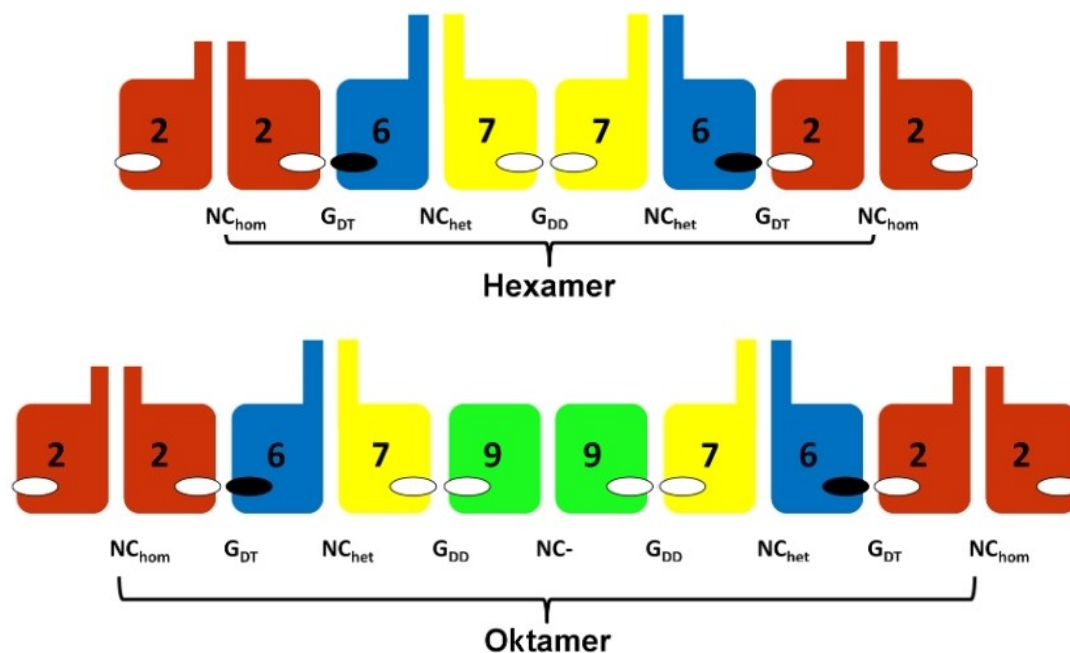 2 2 6 7 7 6 2 2
NChom GDT NChet GDD NChet GDT NChom
Hexamer
2 2 6 7 9 9 7 6 2 2
NChom GDT NChet GDD NC- GDD NChet GDT NChom
Oktamer